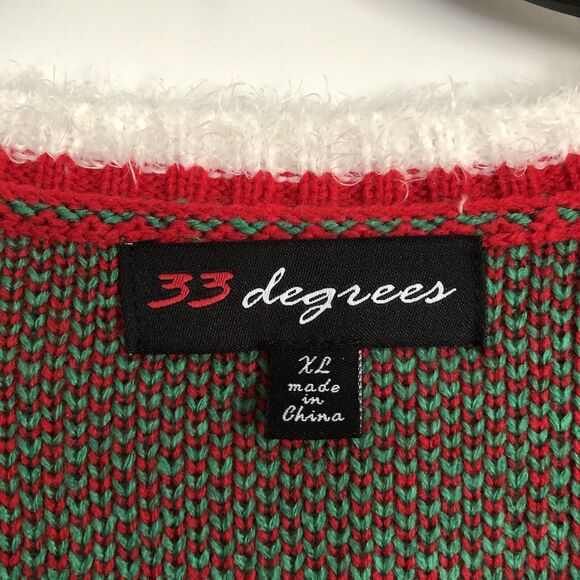 33 degrees
XL
made
in
China